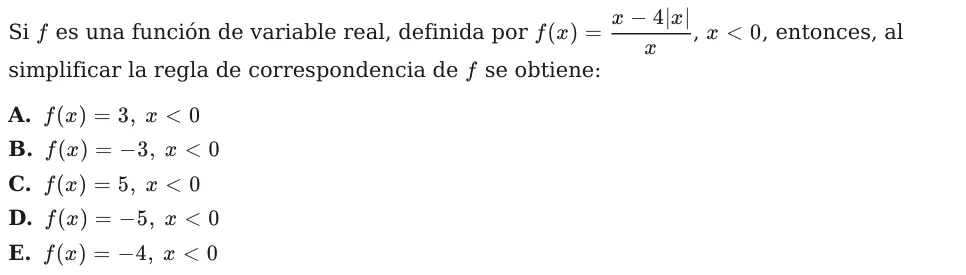 Si f es una función de variable real, definida por f(x) = \frac{x - 4|x|}{x}, x < 0, entonces, al
simplificar la regla de correspondencia de f se obtiene:
A. f(x) = 3, x < 0
B. f(x) = −3, x < 0
C. f(x) = 5, x < 0
D. f(x) = −5, x < 0
E. f(x) = −4, x < 0